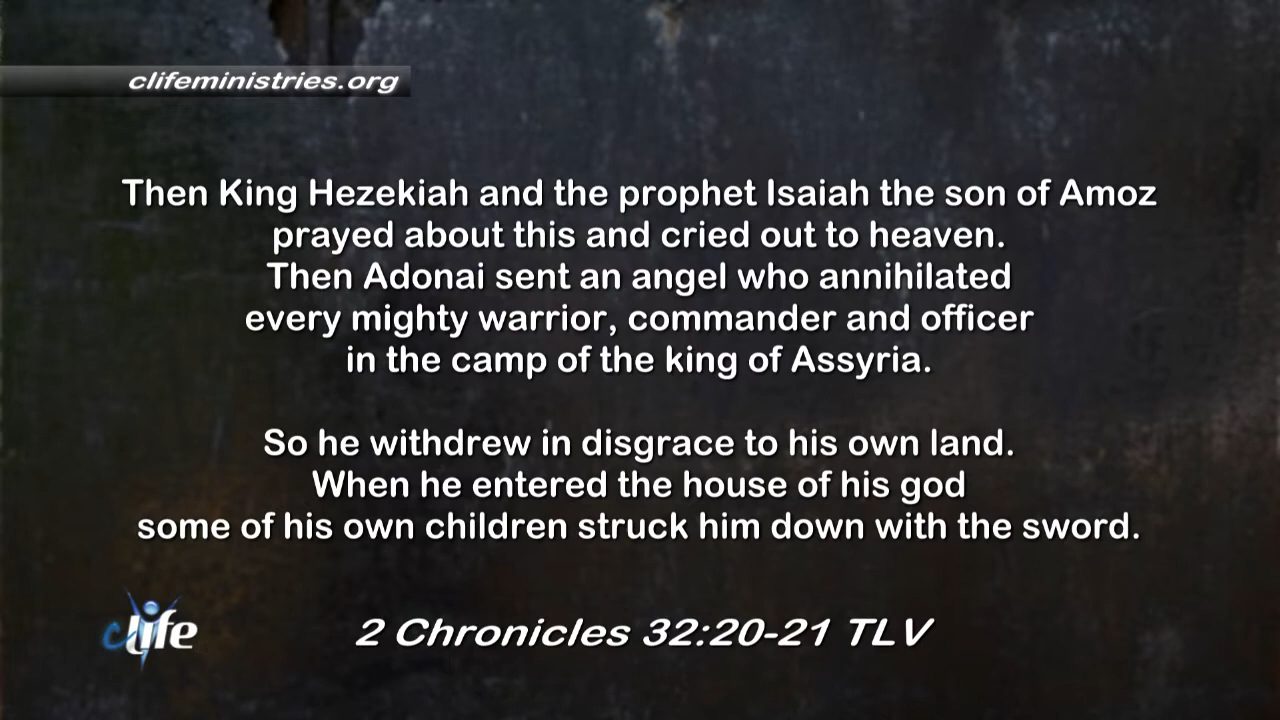 clifeministries.org
Then King Hezekiah and the prophet Isaiah the son of Amoz
prayed about this and cried out to heaven.
Then Adonai sent an angel who annihilated
every mighty warrior, commander and officer
in the camp of the king of Assyria.
So he withdrew in disgrace to his own land.
When he entered the house of his god
some of his own children struck him down with the sword.
cLife
2 Chronicles 32:20-21 TLV